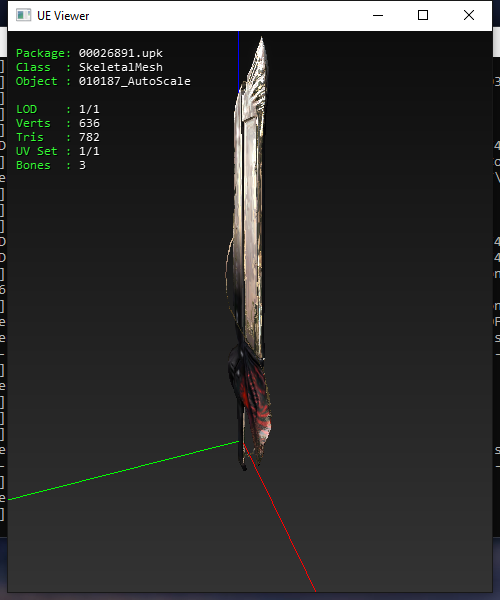 UE Viewer
Package: 00026891.upk
Class  : SkeletalMesh
Object : 010187_AutoScale
LOD    : 1/1
Verts  : 636
Tris   : 782
UV Set : 1/1
Bones  : 3